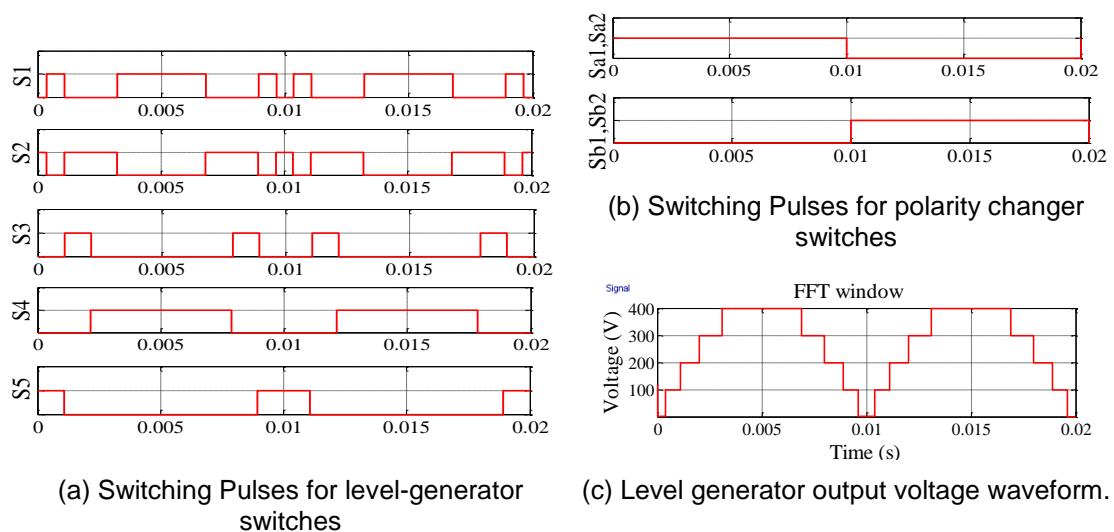 S1
0
0.005
0.01
0.015
0.02
S2
0
0.005
0.01
0.015
0.02
S3
0
0.005
0.01
0.015
0.02
S4
0
0.005
0.01
0.015
0.02
S5
0
0.005
0.01
0.015
0.02
(a) Switching Pulses for level-generator
switches
Sa1,Sa2
0
0.005
0.01
0.015
0.02
Sb1,Sb2
0
0.005
0.01
0.015
0.02
(b) Switching Pulses for polarity changer
switches
Signal
FFT window
Voltage (V)
400
300
200
100
0
0.005
0.01
0.015
0.02
Time (s)
(c) Level generator output voltage waveform.